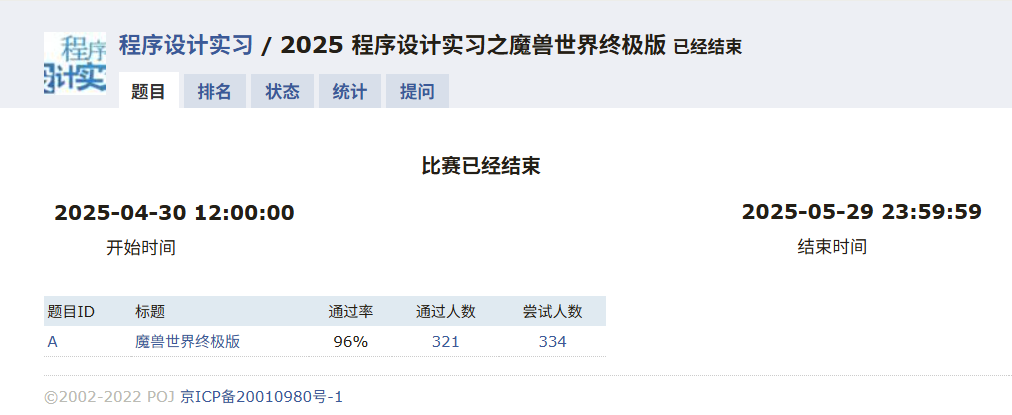 程序
设计实
程序设计实习 / 2025 程序设计实习之魔兽世界终极版 已经结束
题目 排名 状态 统计 提问
比赛已经结束
2025-04-30 12:00:00 2025-05-29 23:59:59
开始时间 结束时间
题目ID 标题 通过率 通过人数 尝试人数
A 魔兽世界终极版 96% 321 334
©2002-2022 POJ 京ICP备20010980号-1